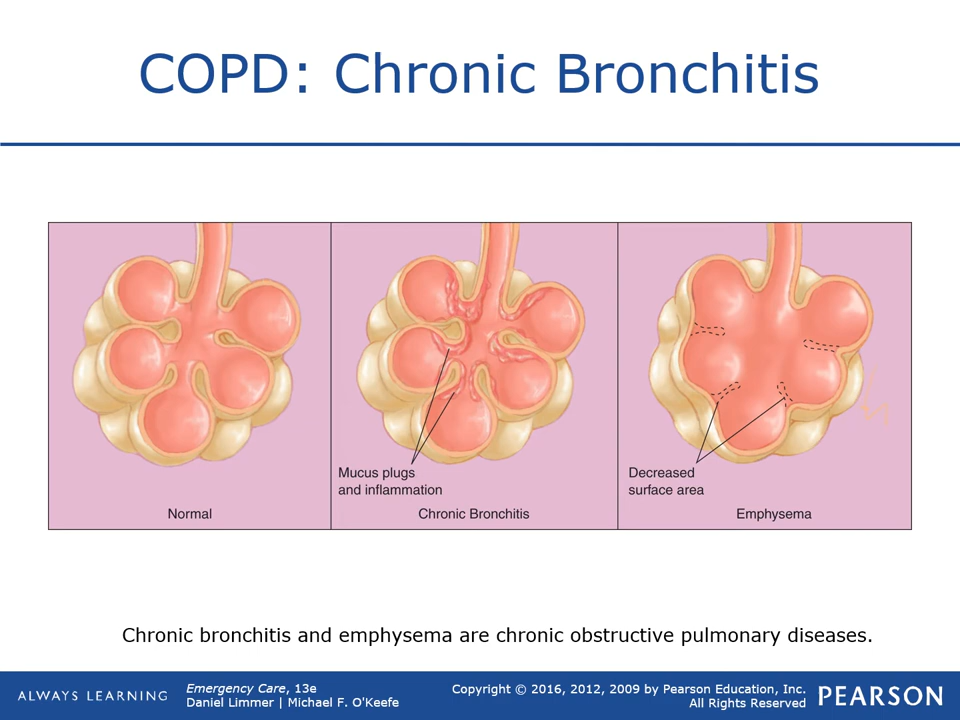 COPD: Chronic Bronchitis
Mucus plugs
and inflammation
Normal
Chronic Bronchitis
Decreased
surface area
Emphysema
Chronic bronchitis and emphysema are chronic obstructive pulmonary diseases.
ALWAYS LEARNING
Emergency Care, 13e
Daniel Limmer | Michael F. O'Keefe
Copyright © 2016, 2012, 2009 by Pearson Education, Inc.
All Rights Reserved
PEARSON